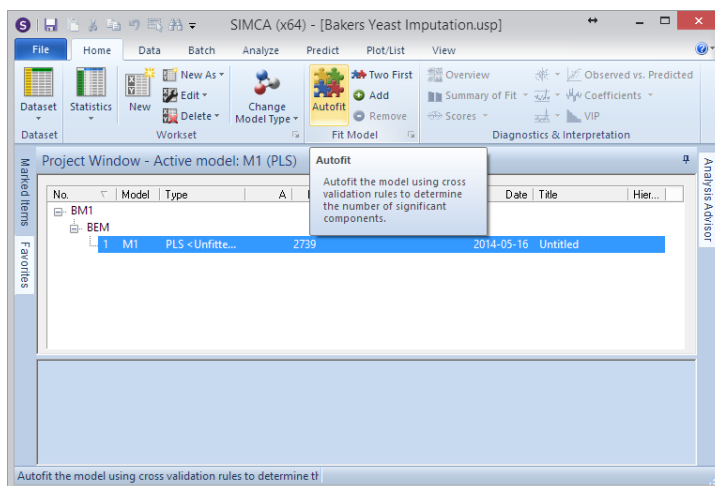 SIMCA (x64) - [Bakers Yeast Imputation.usp]
File Home Data Batch Analyze Predict Plot/List View
Dataset Statistics New New As Edit Delete Change Model Type Autofit Two First Add Remove Overview Summary of Fit Scores Observed vs. Predicted Coefficients VIP
Dataset Workset Fit Model Diagnostics & Interpretation
Marked Items
Favorites
Project Window - Active model: M1 (PLS)
Analysis Advisor
No. Model Type A Date Title Hier...
BM1
BEM
1 M1 PLS <Unfitte... 2739 2014-05-16 Untitled
Autofit
Autofit the model using cross
validation rules to determine
the number of significant
components.
Autofit the model using cross validation rules to determine th